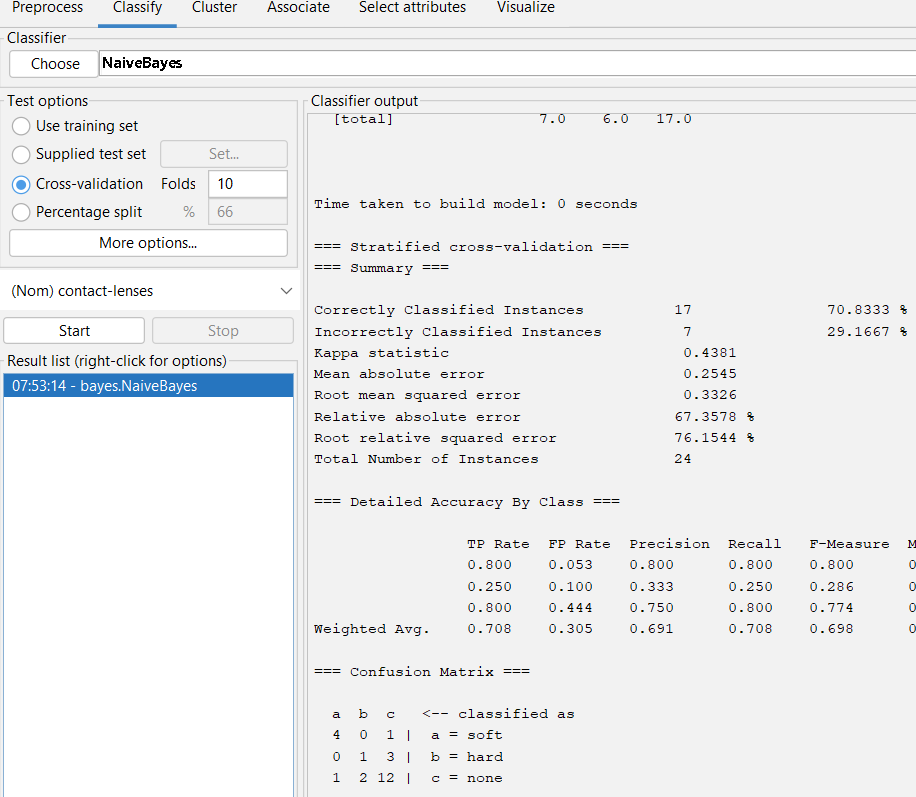 Preprocess Classify Cluster Associate Select attributes Visualize
Classifier
Choose NaiveBayes
Test options
Use training set
Supplied test set Set...
Cross-validation Folds 10
Percentage split % 66
More options...
(Nom) contact-lenses
Start Stop
Result list (right-click for options)
07:53:14 - bayes.NaiveBayes
Classifier output
[total] 7.0 6.0 17.0
Time taken to build model: 0 seconds
=== Stratified cross-validation ===
=== Summary ===
Correctly Classified Instances 17 70.8333 %
Incorrectly Classified Instances 7 29.1667 %
Kappa statistic 0.4381
Mean absolute error 0.2545
Root mean squared error 0.3326
Relative absolute error 67.3578 %
Root relative squared error 76.1544 %
Total Number of Instances 24
=== Detailed Accuracy By Class ===
TP Rate FP Rate Precision Recall F-Measure M
0.800 0.053 0.800 0.800 0.800 0
0.250 0.100 0.333 0.250 0.286 0
0.800 0.444 0.750 0.800 0.774 0
Weighted Avg. 0.708 0.305 0.691 0.708 0.698 0
=== Confusion Matrix ===
a b c <-- classified as
4 0 1 | a = soft
0 1 3 | b = hard
1 2 12 | c = none